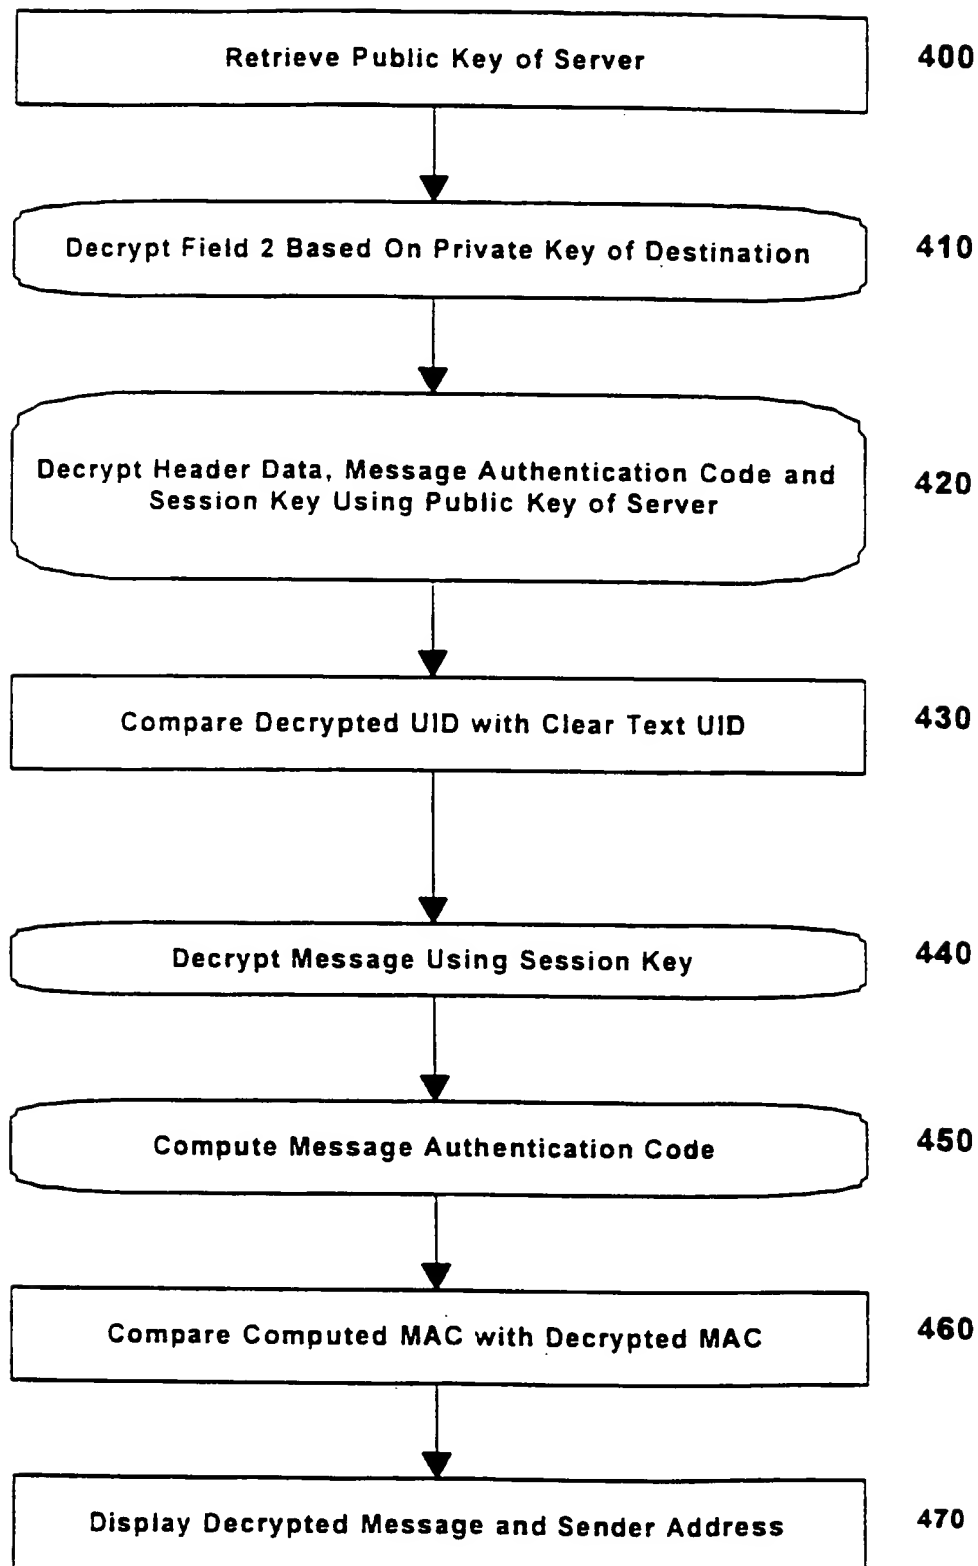 Retrieve Public Key of Server 400
Decrypt Field 2 Based On Private Key of Destination 410
Decrypt Header Data, Message Authentication Code and
Session Key Using Public Key of Server
420
Compare Decrypted UID with Clear Text UID 430
Decrypt Message Using Session Key 440
Compute Message Authentication Code 450
Compare Computed MAC with Decrypted MAC 460
Display Decrypted Message and Sender Address 470